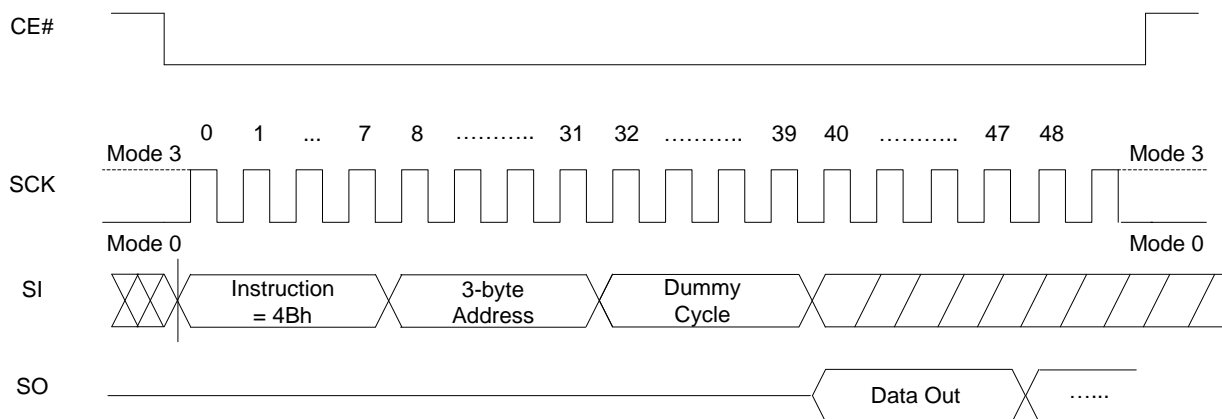 CE#
0 1 ... 7 8 ……….. 31 32 ……….. 39 40 ……….. 47 48
Mode 3 Mode 3
SCK
Mode 0 Mode 0
SI
Instruction
= 4Bh
3-byte
Address
Dummy
Cycle
SO
Data Out
…...